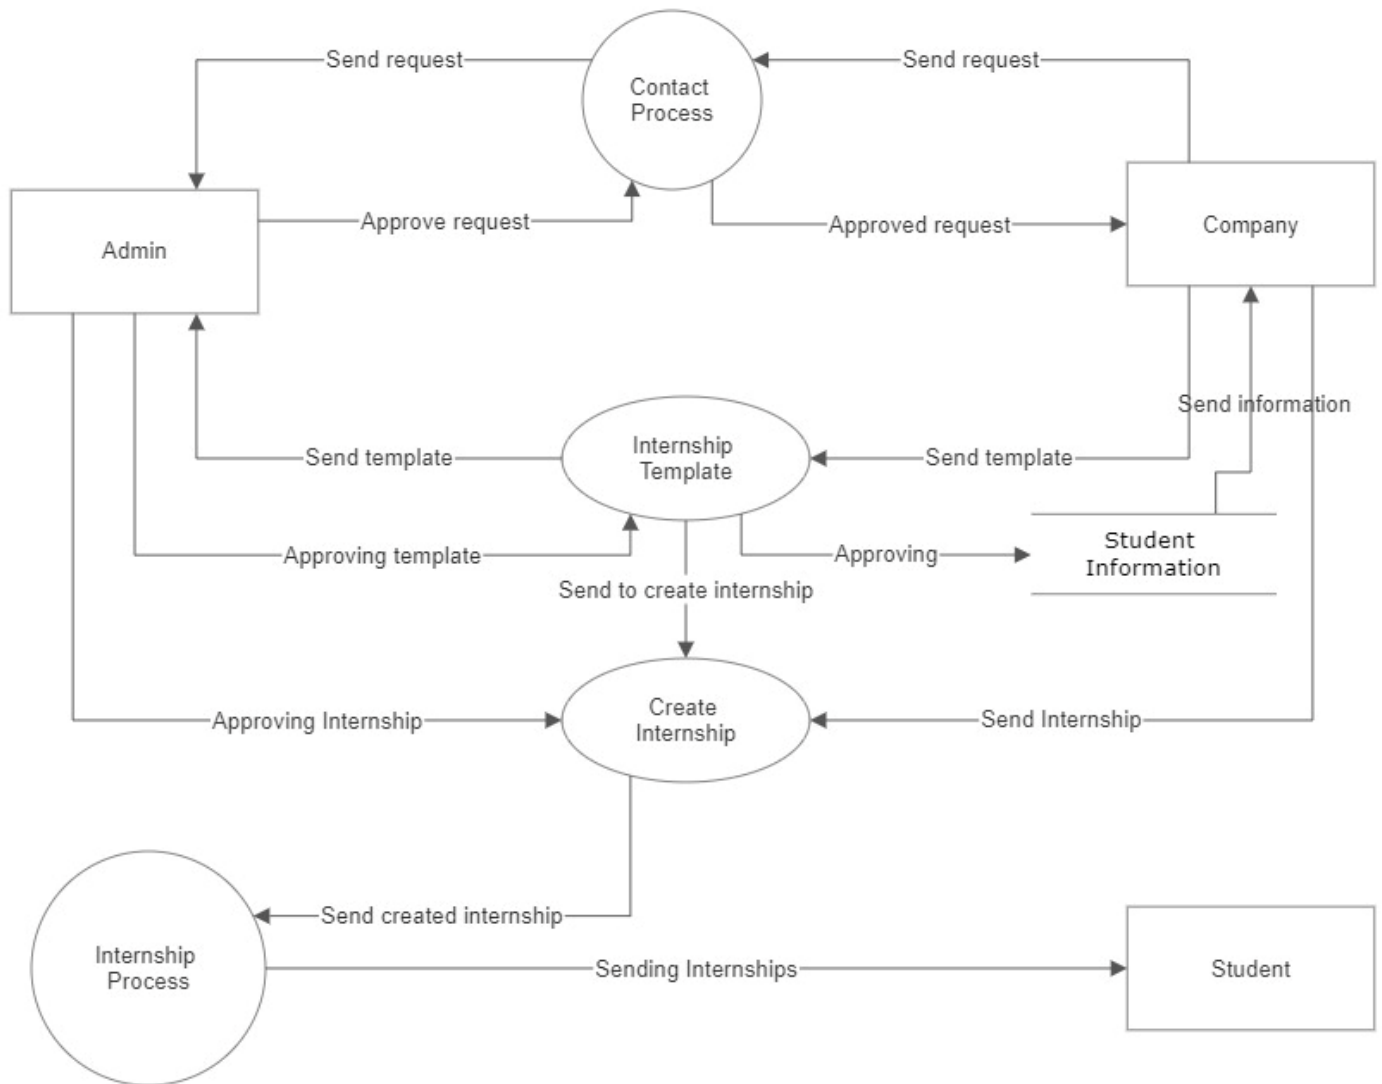 Send request
Send request
Contact
Process
Approve request
Approved request
Admin
Company
Send information
Send template
Internship
Template
Send template
Approving template
Approving
Student
Information
Send to create internship
Approving Internship
Create
Internship
Send Internship
Send created internship
Internship
Process
Sending Internships
Student